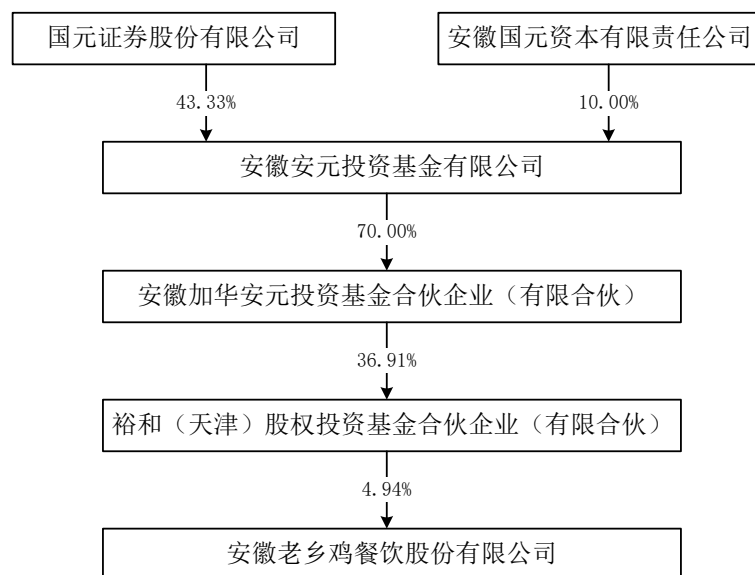 国元证券股份有限公司
安徽国元资本有限责任公司
43.33%
10.00%
安徽安元投资基金有限公司
70.00%
安徽加华安元投资基金合伙企业（有限合伙）
36.91%
裕和（天津）股权投资基金合伙企业（有限合伙）
4.94%
安徽老乡鸡餐饮股份有限公司